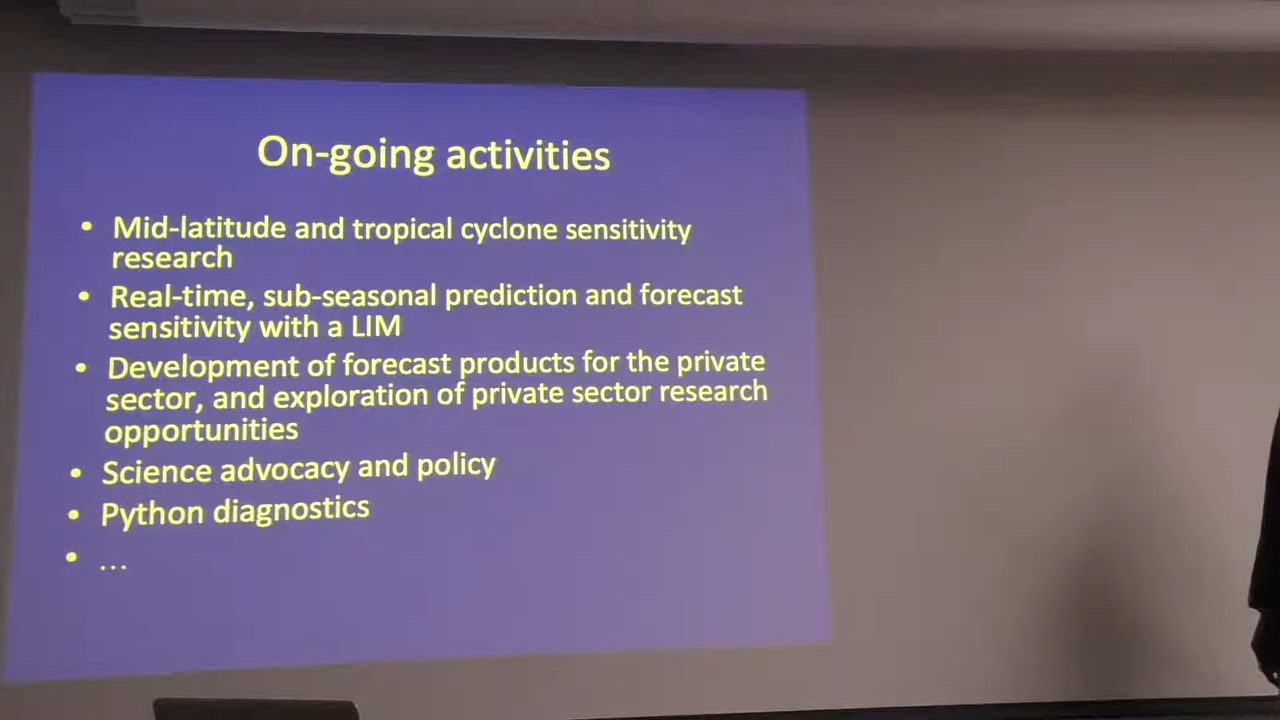 On-going activities
• Mid-latitude and tropical cyclone sensitivity
research
• Real-time, sub-seasonal prediction and forecast
sensitivity with a LIM
• Development of forecast products for the private
sector, and exploration of private sector research
opportunities
• Science advocacy and policy
• Python diagnostics
• ...